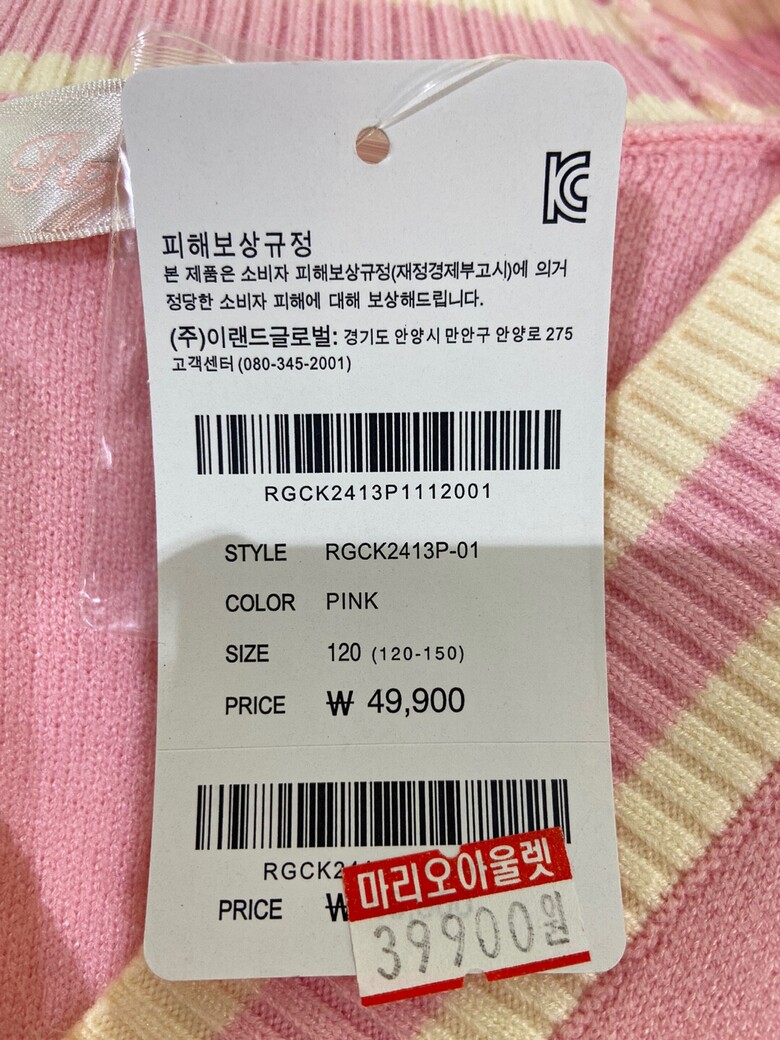 KC
피해보상규정
본 제품은 소비자 피해보상규정(재정경제부고시)에 의거
정당한 소비자 피해에 대해 보상해드립니다.
(주)이랜드글로벌: 경기도 안양시 만안구 안양로 275
고객센터 (080-345-2001)
RGCK2413P1112001
STYLE RGCK2413P-01
COLOR PINK
SIZE 120 (120-150)
PRICE ₩ 49,900
RGCK24
PRICE ₩
마리오아울렛
39900원